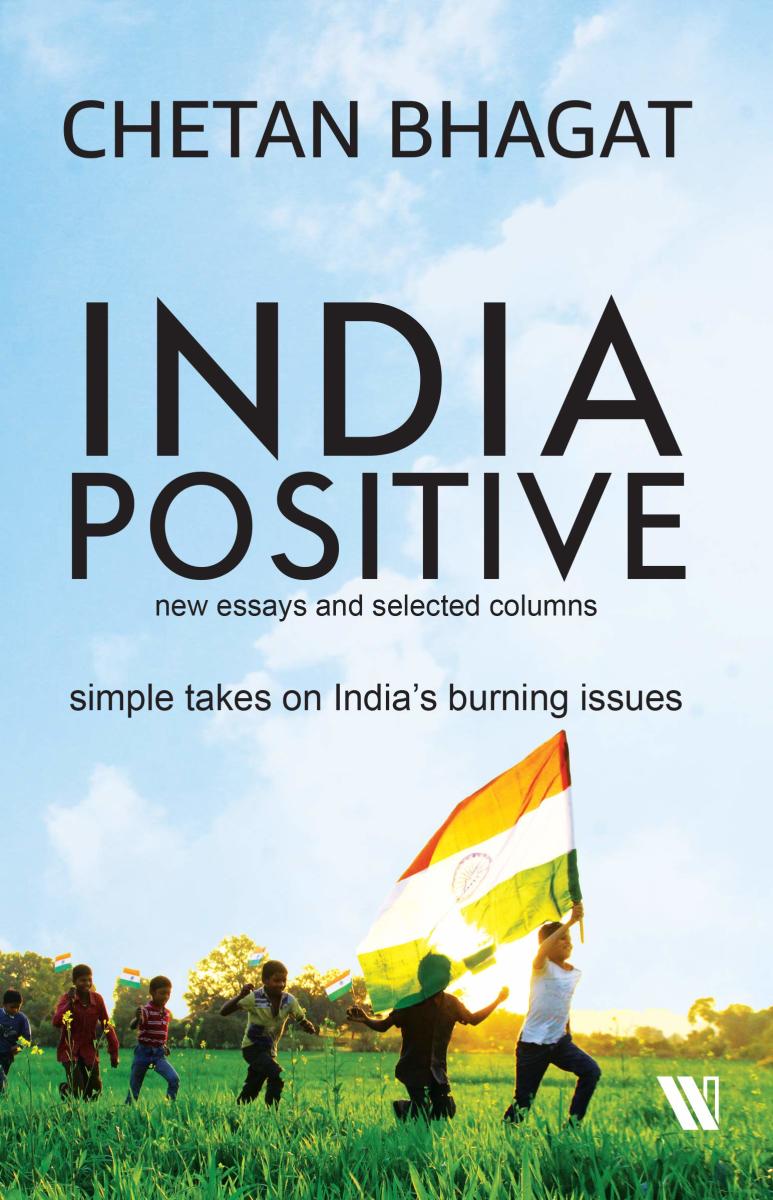 CHETAN BHAGAT
INDIA
POSITIVE
new essays and selected columns
simple takes on India's burning issues
W